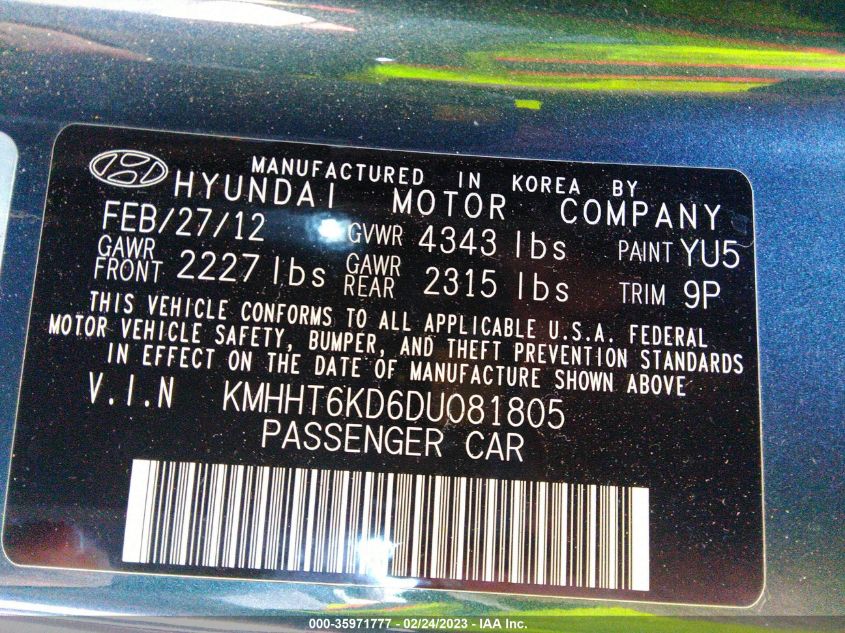 MANUFACTURED IN KOREA BY
HYUNDAI MOTOR COMPANY
FEB/27/12 GVWR 4343 lbs PAINT YU5
GAWR FRONT 2227 lbs GAWR REAR 2315 lbs TRIM 9P
THIS VEHICLE CONFORMS TO ALL APPLICABLE U.S.A. FEDERAL
MOTOR VEHICLE SAFETY, BUMPER, AND THEFT PREVENTION STANDARDS
IN EFFECT ON THE DATE OF MANUFACTURE SHOWN ABOVE
V.I.N KMHHT6KD6DU081805
PASSENGER CAR
000-35971777 - 02/24/2023 - IAA Inc.